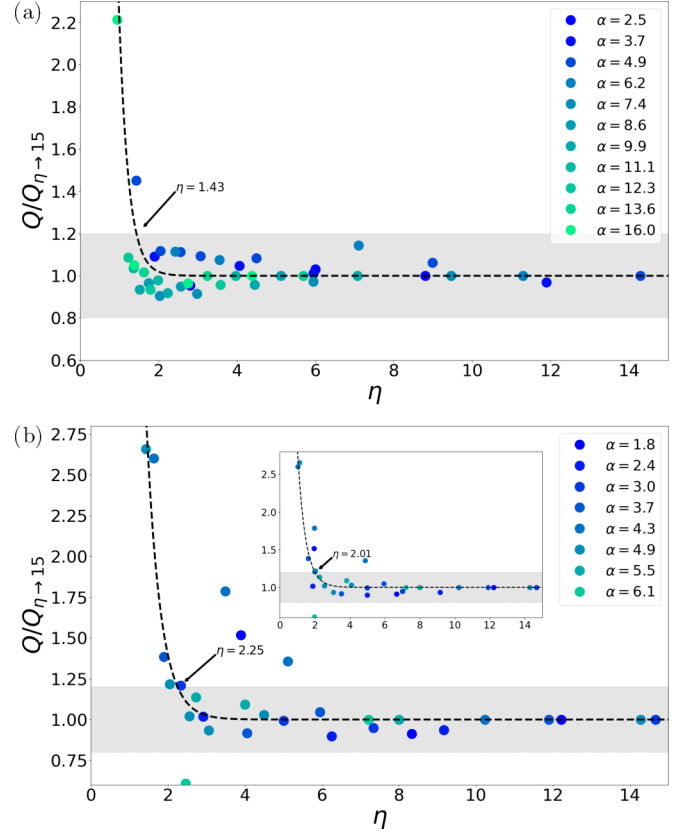 (a)
Q/Q_{η→15}
2.2
2.0
1.8
1.6
1.4
1.2
1.0
0.8
0.6
η = 1.43
α = 2.5
α = 3.7
α = 4.9
α = 6.2
α = 7.4
α = 8.6
α = 9.9
α = 11.1
α = 12.3
α = 13.6
α = 16.0
0 2 4 6 8 10 12 14
η
(b)
Q/Q_{η→15}
2.75
2.50
2.25
2.00
1.75
1.50
1.25
1.00
0.75
η = 2.25
2.5
2.0
1.5
1.0
η = 2.01
0 2 4 6 8 10 12 14
α = 1.8
α = 2.4
α = 3.0
α = 3.7
α = 4.3
α = 4.9
α = 5.5
α = 6.1
0 2 4 6 8 10 12 14
η